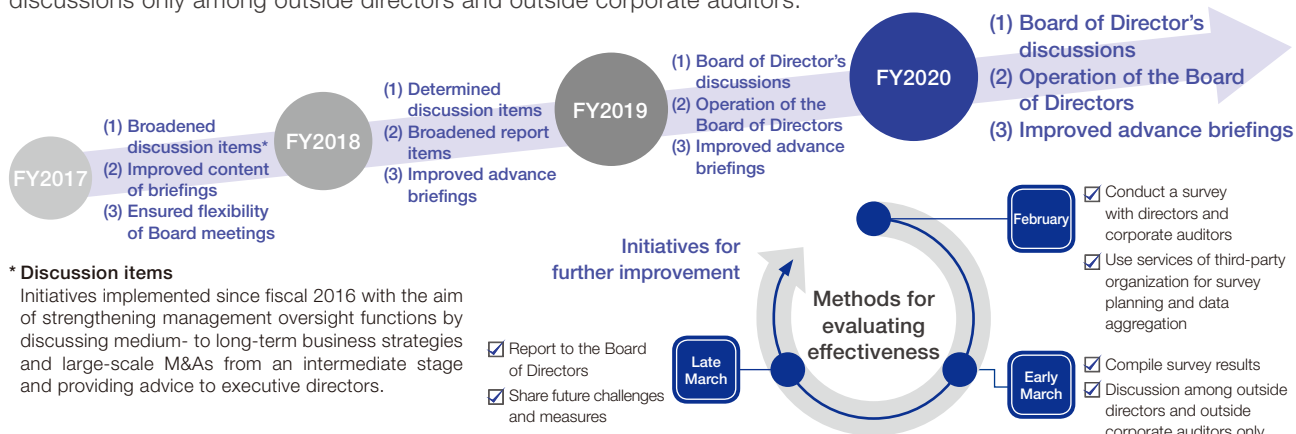 discussions only among outside directors and outside corporate auditors.
FY2017
(1) Broadened
discussion items*
(2) Improved content
of briefings
(3) Ensured flexibility
of Board meetings
FY2018
(1) Determined
discussion items
(2) Broadened report
items
(3) Improved advance
briefings
FY2019
(1) Board of Director's
discussions
(2) Operation of the
Board of Directors
(3) Improved advance
briefings
FY2020
(1) Board of Director's
discussions
(2) Operation of the Board
of Directors
(3) Improved advance briefings
* Discussion items
Initiatives implemented since fiscal 2016 with the aim
of strengthening management oversight functions by
discussing medium- to long-term business strategies
and large-scale M&As from an intermediate stage
and providing advice to executive directors.
Initiatives for
further improvement
Methods for
evaluating
effectiveness
February
Conduct a survey
with directors and
corporate auditors
Use services of third-party
organization for survey
planning and data
aggregation
Early
March
Compile survey results
Discussion among outside
directors and outside
corporate auditors only
Late
March
Report to the Board
of Directors
Share future challenges
and measures